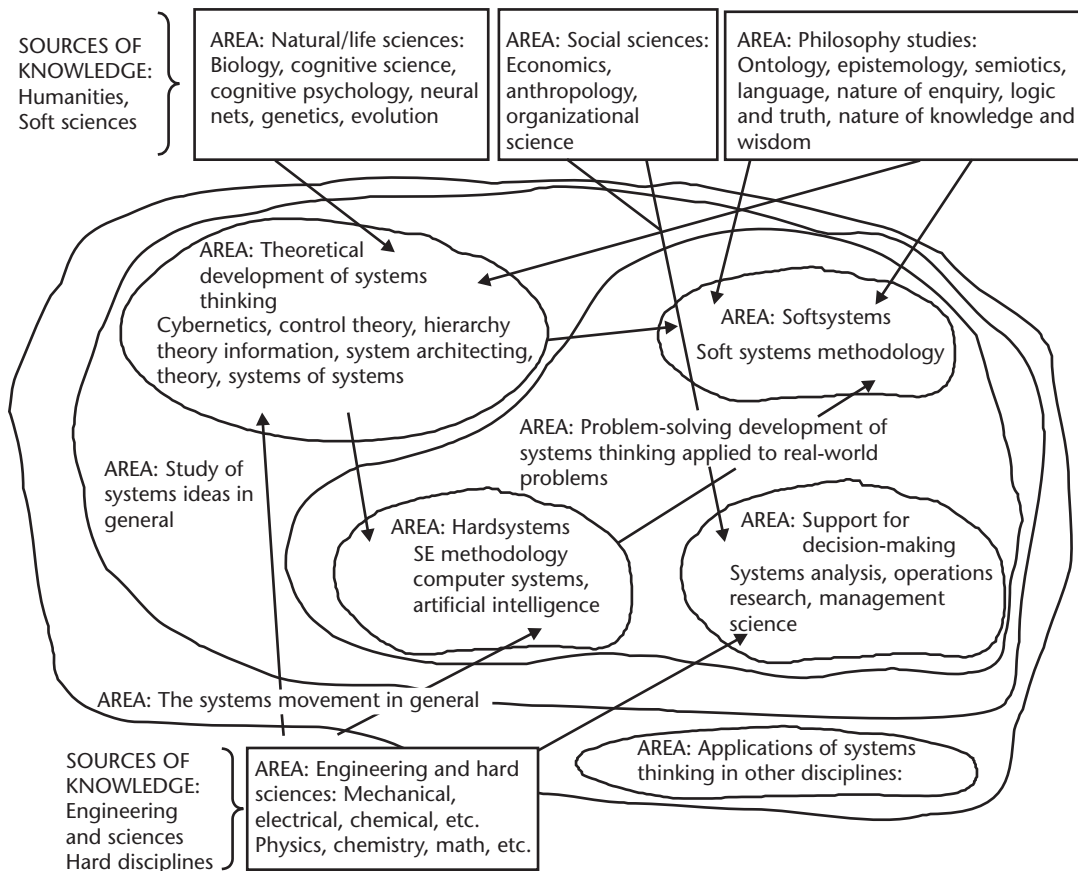 SOURCES OF
KNOWLEDGE:
Humanities,
Soft sciences
AREA: Natural/life sciences:
Biology, cognitive science,
cognitive psychology, neural
nets, genetics, evolution
AREA: Social sciences:
Economics,
anthropology,
organizational
science
AREA: Philosophy studies:
Ontology, epistemology, semiotics,
language, nature of enquiry, logic
and truth, nature of knowledge and
wisdom
AREA: Theoretical
development of systems
thinking
Cybernetics, control theory, hierarchy
theory information, system architecting,
theory, systems of systems
AREA: Softsystems
Soft systems methodology
AREA: Problem-solving development of
systems thinking applied to real-world
problems
AREA: Study of
systems ideas in
general
AREA: Hardsystems
SE methodology
computer systems,
artificial intelligence
AREA: Support for
decision-making
Systems analysis, operations
research, management
science
AREA: The systems movement in general
AREA: Applications of systems
thinking in other disciplines:
SOURCES OF
KNOWLEDGE:
Engineering
and sciences
Hard disciplines
AREA: Engineering and hard
sciences: Mechanical,
electrical, chemical, etc.
Physics, chemistry, math, etc.